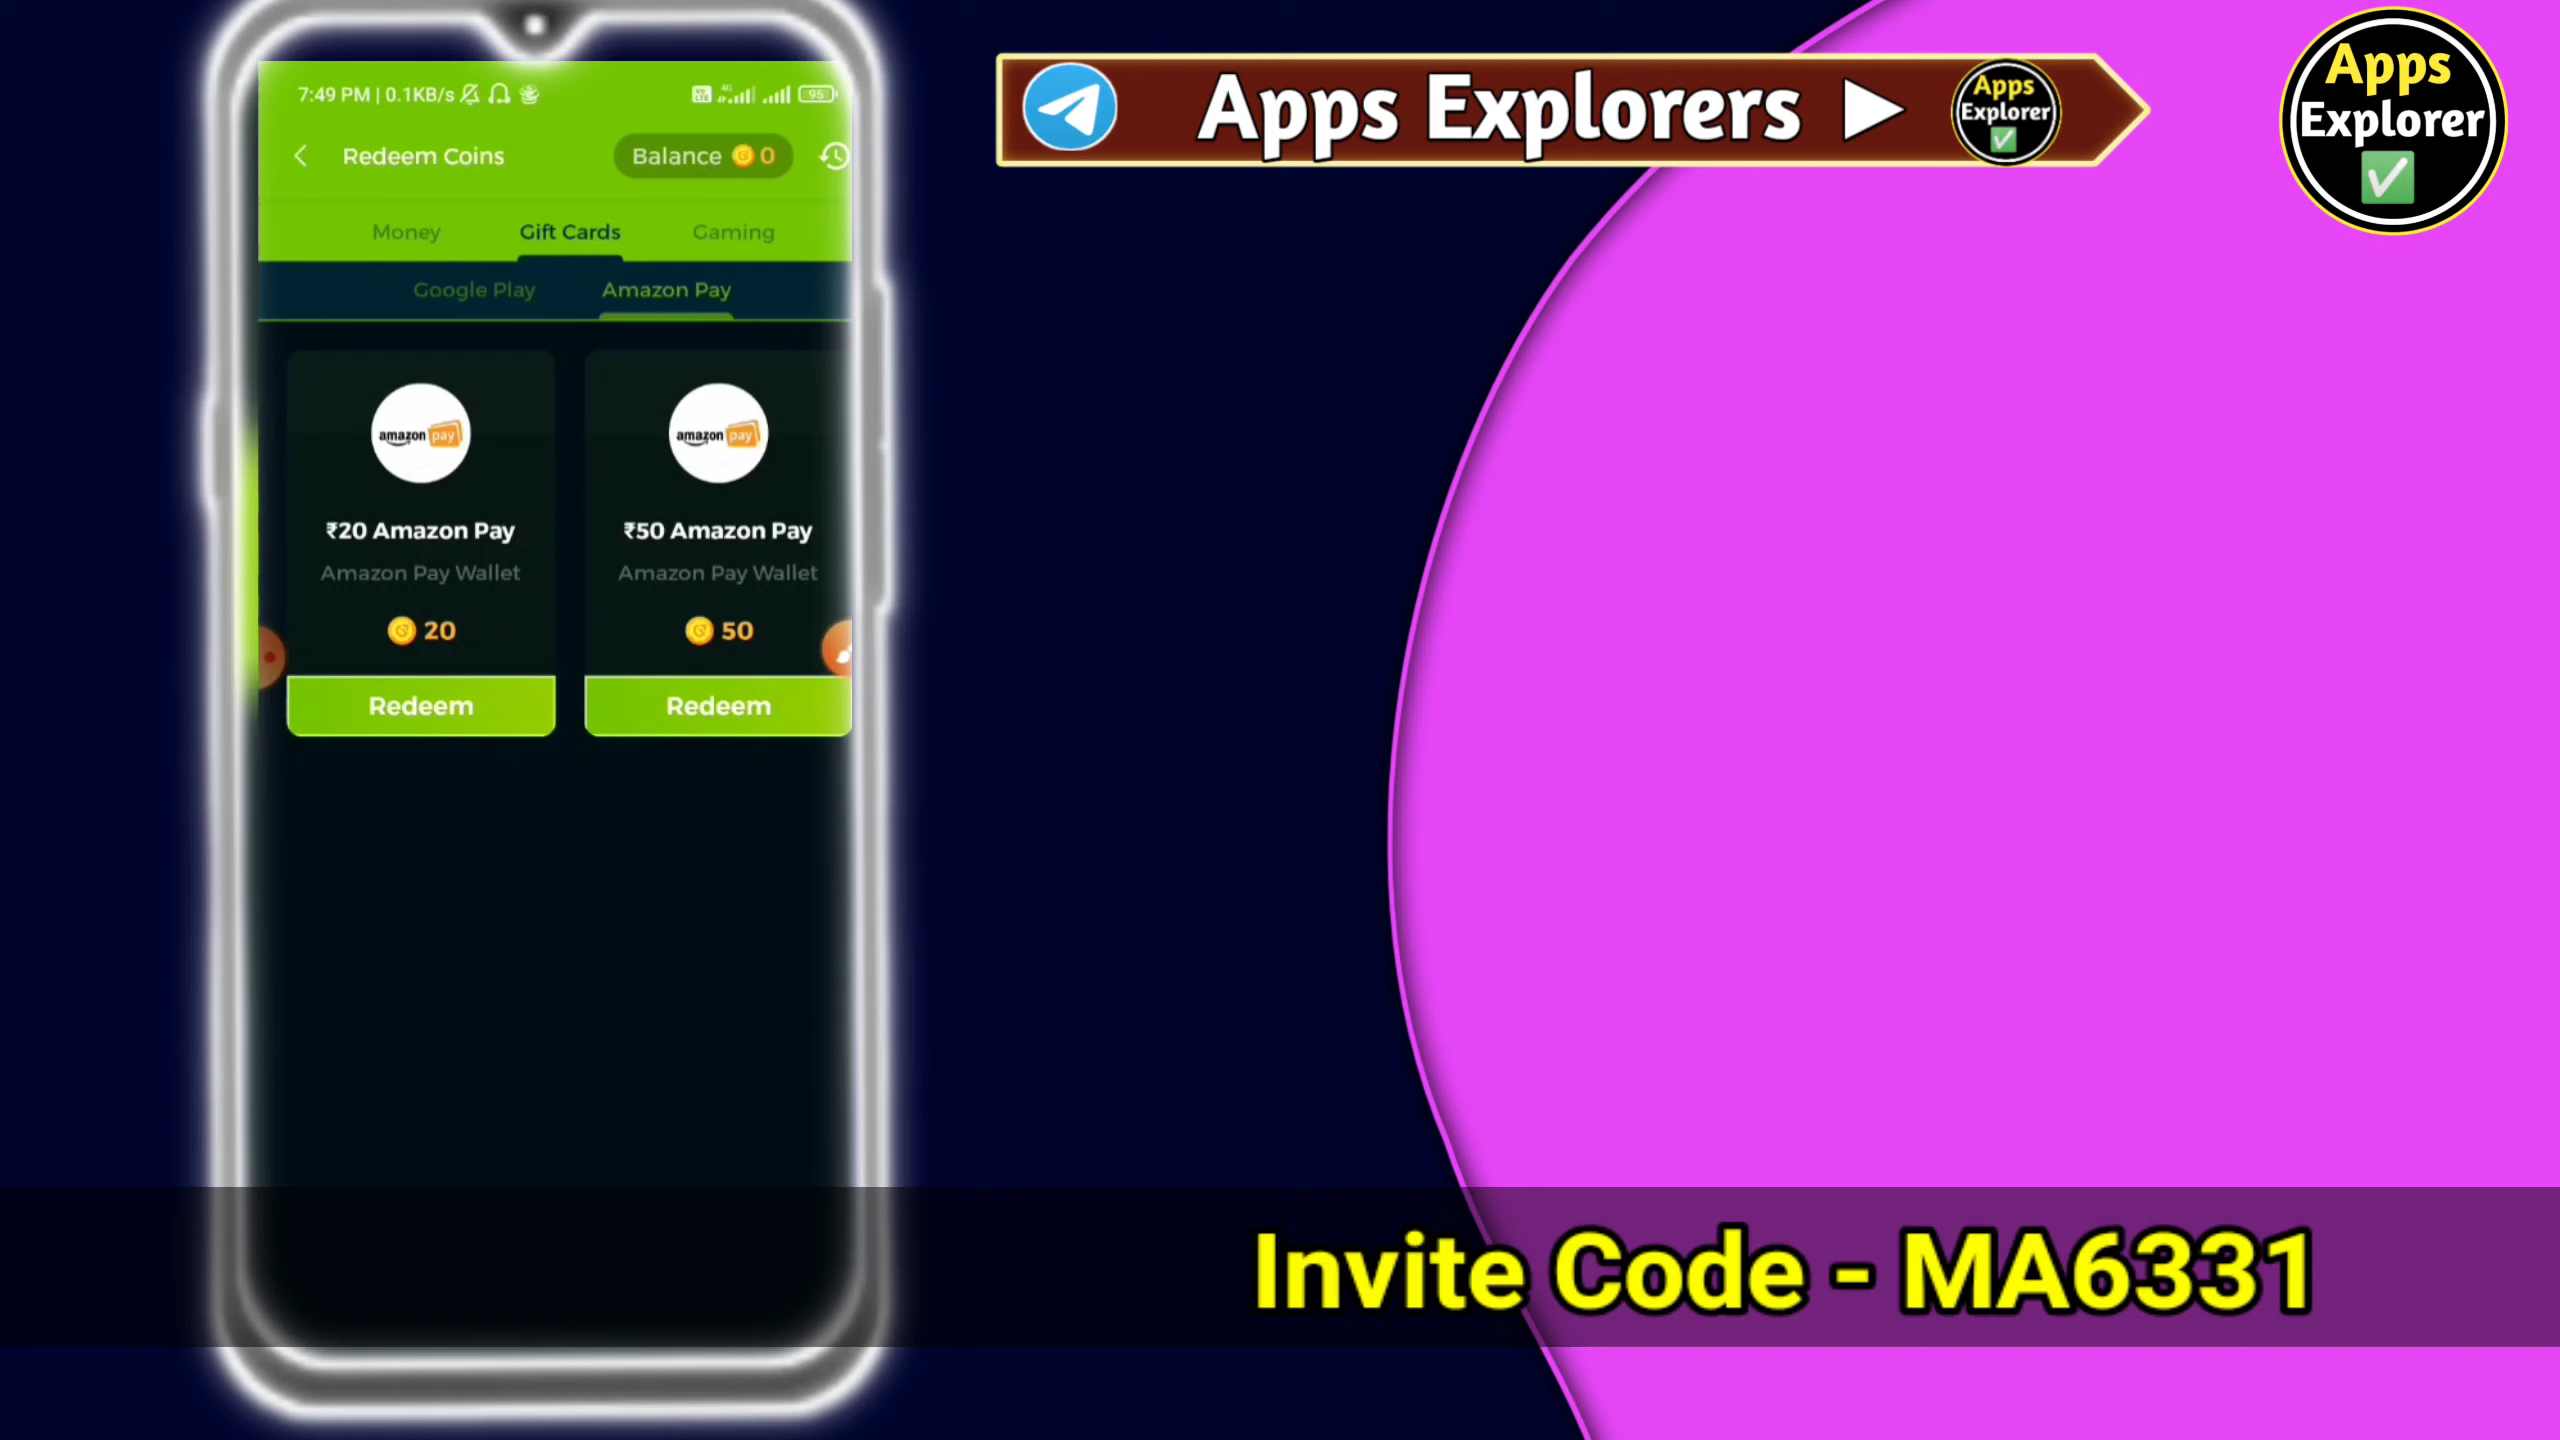 7:49 PM | 0.1KB/s
4G
95
Redeem Coins
Balance 0
Money
Gift Cards
Gaming
Google Play
Amazon Pay
amazon pay
amazon pay
₹20 Amazon Pay
₹50 Amazon Pay
Amazon Pay Wallet
Amazon Pay Wallet
20
50
Redeem
Redeem
Apps Explorers
Apps
Explorer
Apps
Explorer
Invite Code - MA6331